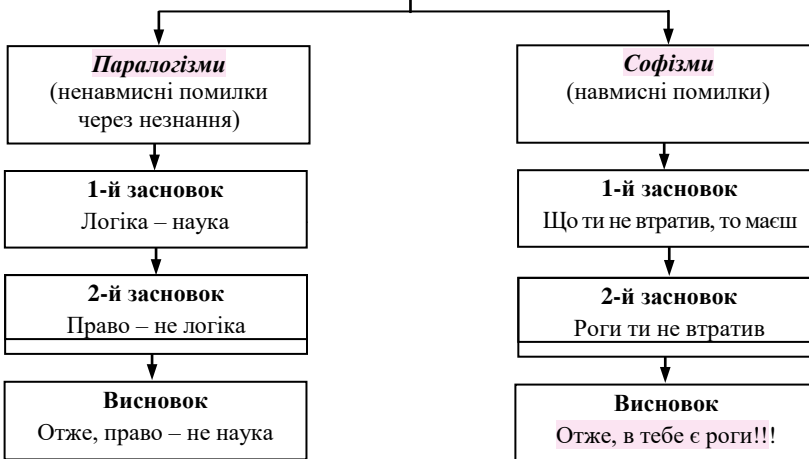 Паралогізми
(ненавмисні помилки
через незнання)
1-й засновок
Логіка – наука
2-й засновок
Право – не логіка
Висновок
Отже, право – не наука
Софізми
(навмисні помилки)
1-й засновок
Що ти не втратив, то маєш
2-й засновок
Роги ти не втратив
Висновок
Отже, в тебе є роги!!!